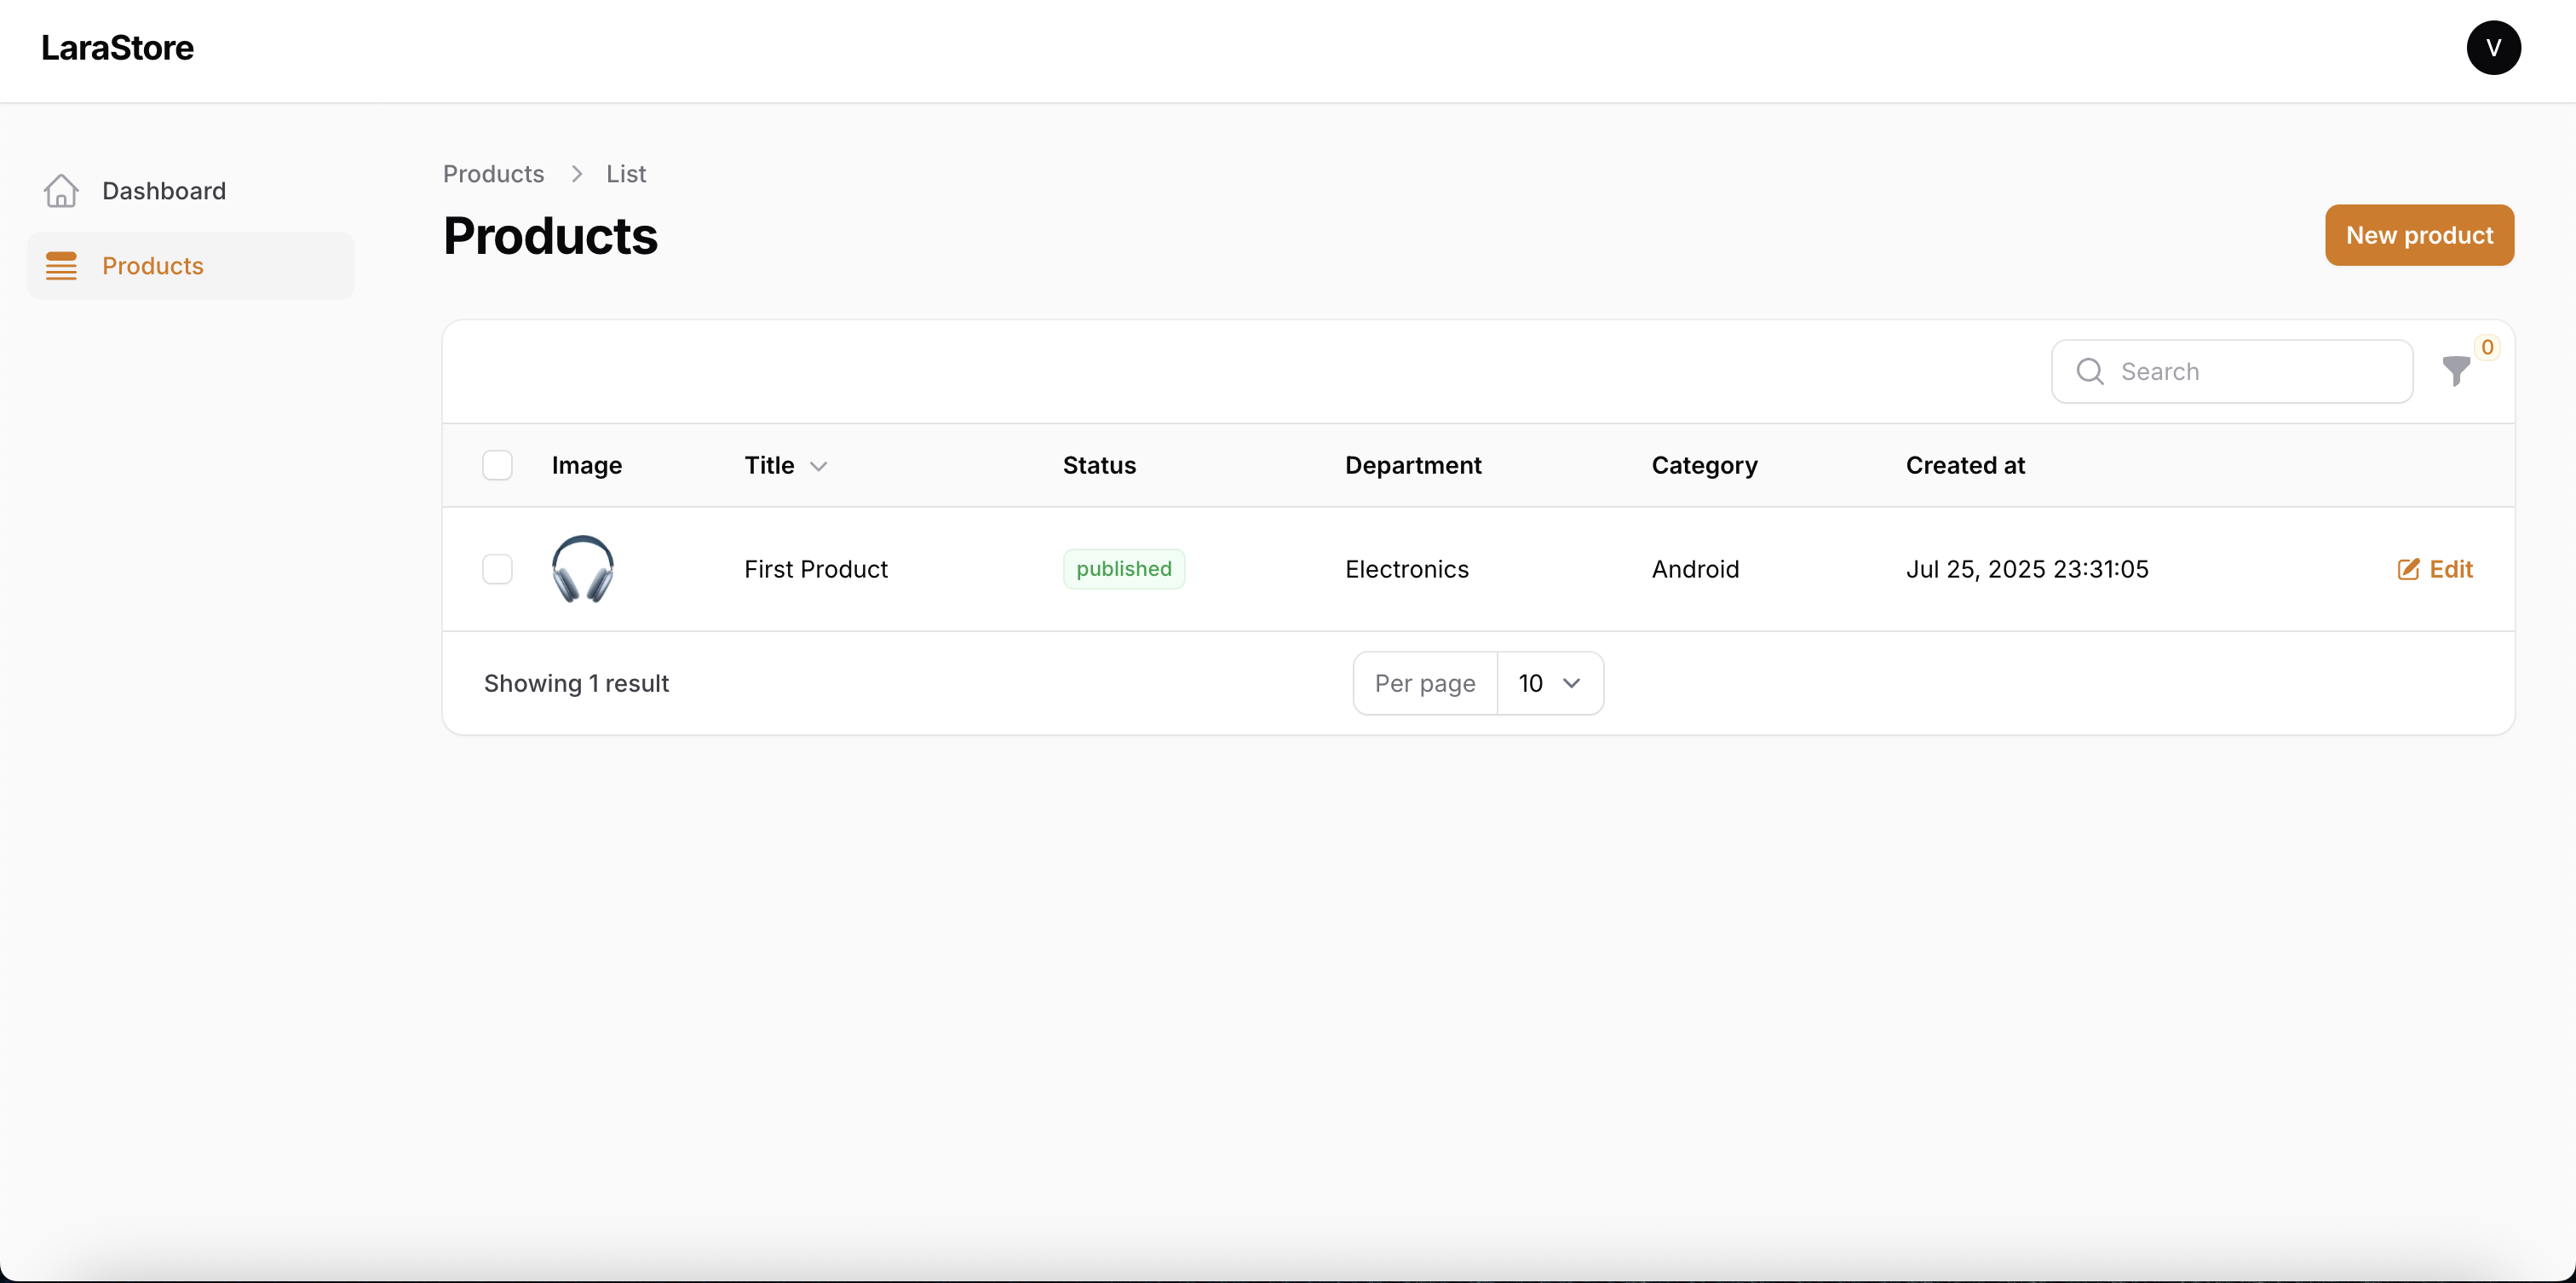 LaraStore
V
Dashboard
Products
Products > List
Products
New product
Search
0
Image Title Status Department Category Created at
First Product published Electronics Android Jul 25, 2025 23:31:05 Edit
Showing 1 result
Per page 10